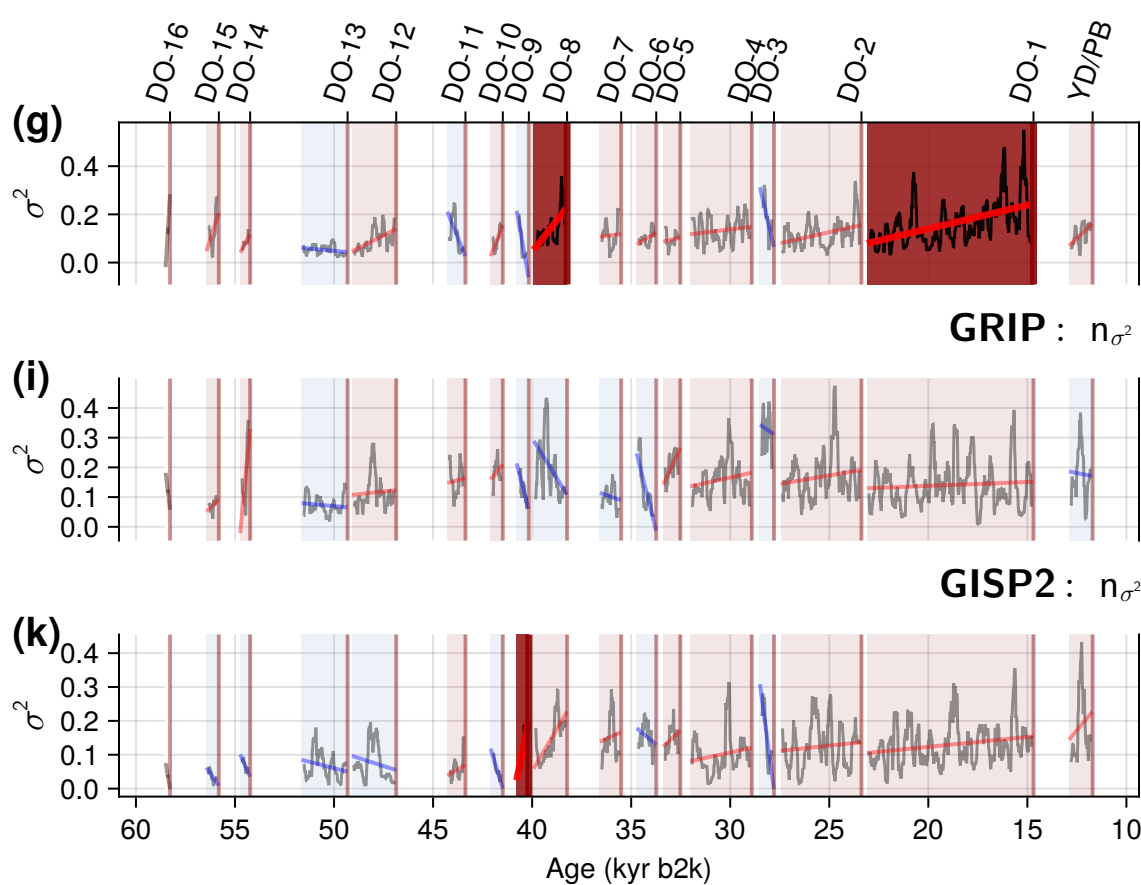 DO-16 DO-15 DO-14 DO-13 DO-12 DO-11 DO-10 DO-9 DO-8 DO-7 DO-6 DO-5 DO-4 DO-3 DO-2 DO-1 YD/PB
(g)
σ²
0.4
0.2
0.0
GRIP : n_σ²
(i)
σ²
0.4
0.3
0.2
0.1
0.0
GISP2 : n_σ²
(k)
σ²
0.4
0.3
0.2
0.1
0.0
60 55 50 45 40 35 30 25 20 15 10
Age (kyr b2k)